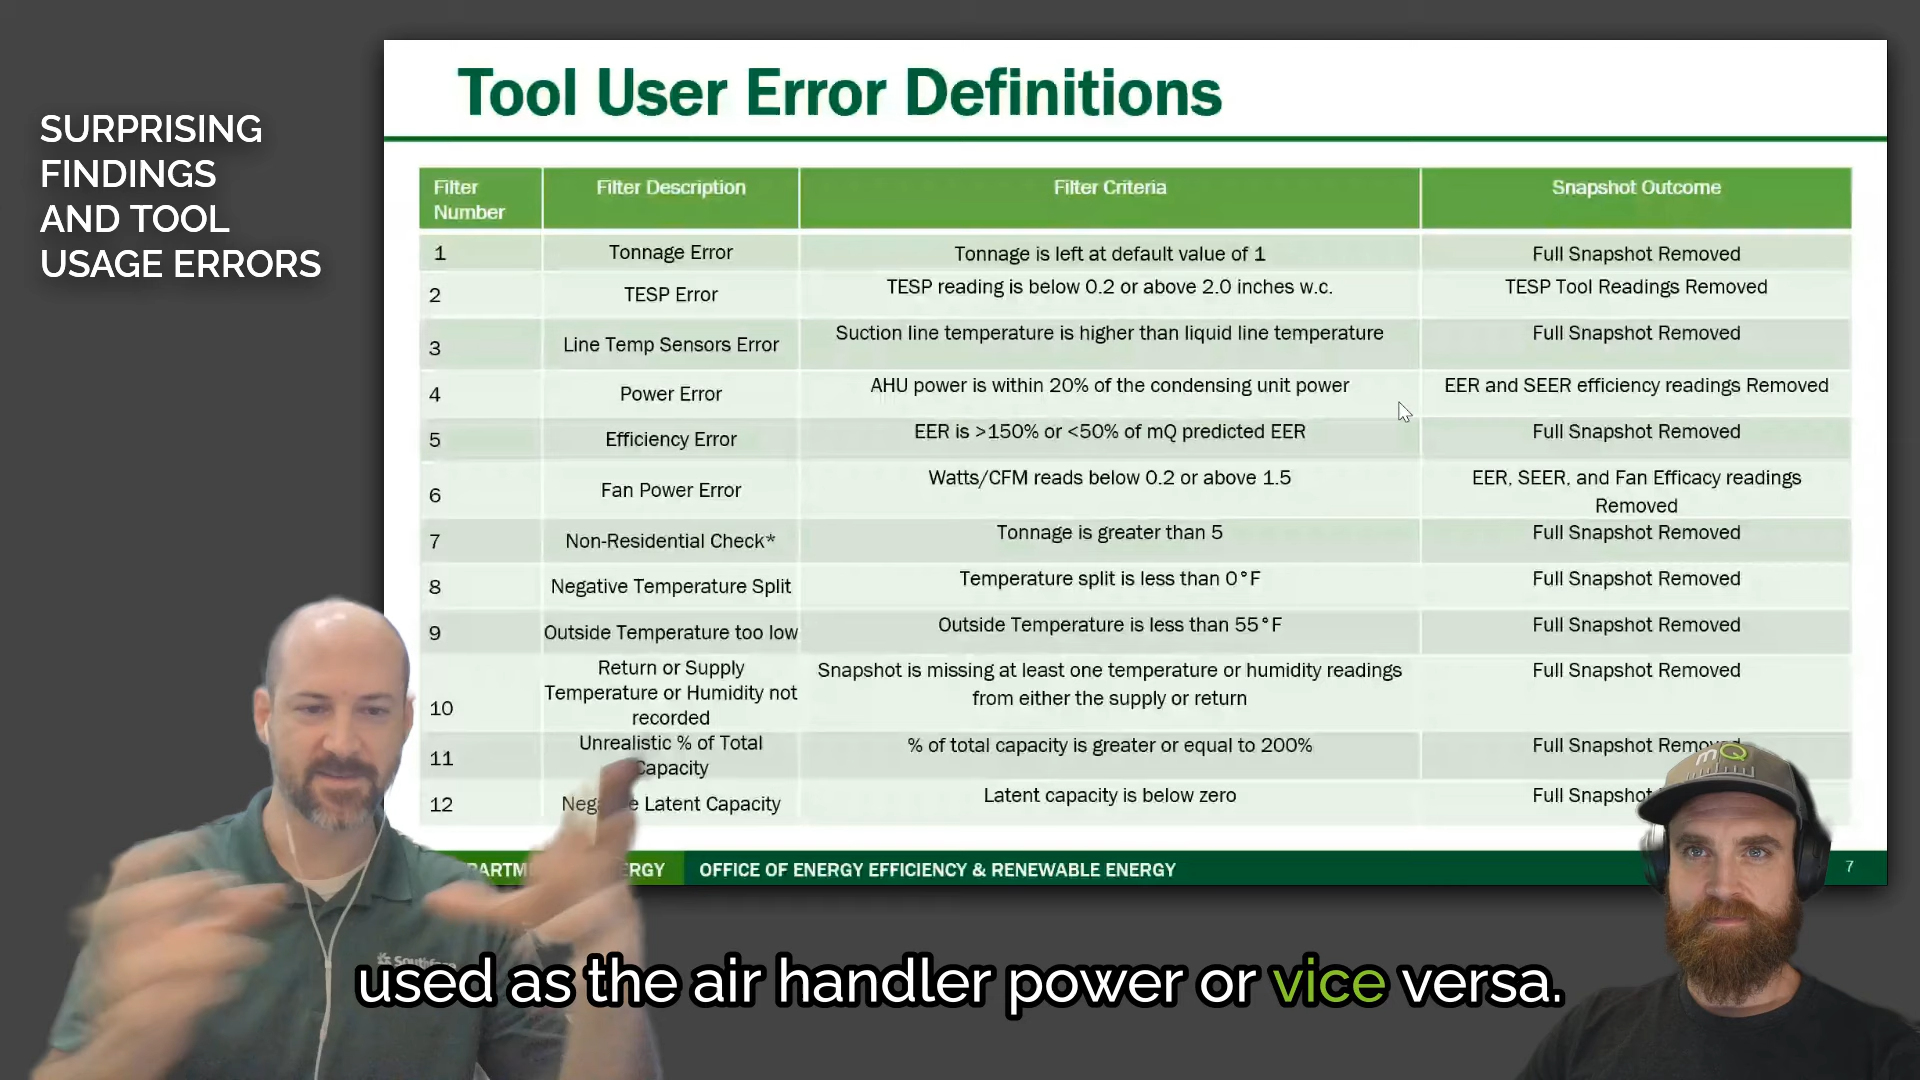 SURPRISING
FINDINGS
AND TOOL
USAGE ERRORS
Tool User Error Definitions
Filter
Number
Filter Description
Filter Criteria
Snapshot Outcome
1
Tonnage Error
Tonnage is left at default value of 1
Full Snapshot Removed
2
TESP Error
TESP reading is below 0.2 or above 2.0 inches w.c.
TESP Tool Readings Removed
3
Line Temp Sensors Error
Suction line temperature is higher than liquid line temperature
Full Snapshot Removed
4
Power Error
AHU power is within 20% of the condensing unit power
EER and SEER efficiency readings Removed
5
Efficiency Error
EER is >150% or <50% of mQ predicted EER
Full Snapshot Removed
6
Fan Power Error
Watts/CFM reads below 0.2 or above 1.5
EER, SEER, and Fan Efficacy readings
Removed
7
Non-Residential Check*
Tonnage is greater than 5
Full Snapshot Removed
8
Negative Temperature Split
Temperature split is less than 0°F
Full Snapshot Removed
9
Outside Temperature too low
Outside Temperature is less than 55°F
Full Snapshot Removed
10
Return or Supply
Temperature or Humidity not
recorded
Snapshot is missing at least one temperature or humidity readings
from either the supply or return
Full Snapshot Removed
11
Unrealistic % of Total
Capacity
% of total capacity is greater or equal to 200%
Full Snapshot
12
Latent Capacity
Latent capacity is below zero
Full Snapshot
OFFICE OF ENERGY EFFICIENCY & RENEWABLE ENERGY
7
mQ
used as the air handler power or vice versa.